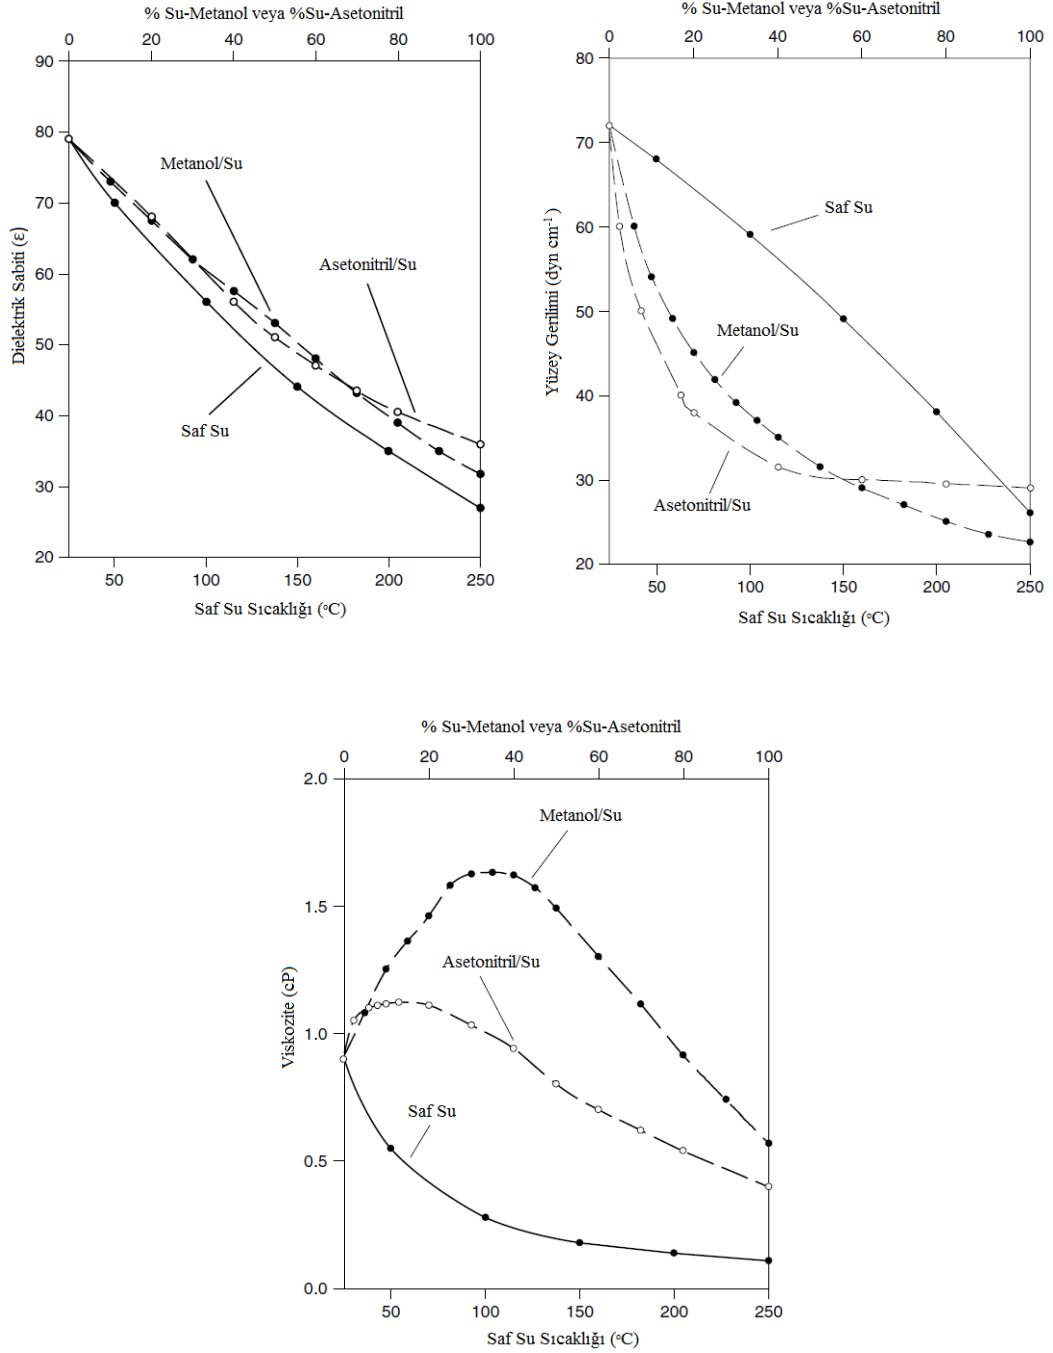 % Su-Metanol veya %Su-Asetonitril
0 20 40 60 80 100
90
80
70
60
50
40
30
20
Dielektrik Sabiti (ε)
Metanol/Su
Asetonitril/Su
Saf Su
50 100 150 200 250
Saf Su Sıcaklığı (°C)
% Su-Metanol veya %Su-Asetonitril
0 20 40 60 80 100
80
70
60
50
40
30
20
Yüzey Gerilimi (dyn cm⁻¹)
Saf Su
Metanol/Su
Asetonitril/Su
50 100 150 200 250
Saf Su Sıcaklığı (°C)
% Su-Metanol veya %Su-Asetonitril
0 20 40 60 80 100
2.0
1.5
1.0
0.5
0.0
Viskozite (cP)
Metanol/Su
Asetonitril/Su
Saf Su
50 100 150 200 250
Saf Su Sıcaklığı (°C)